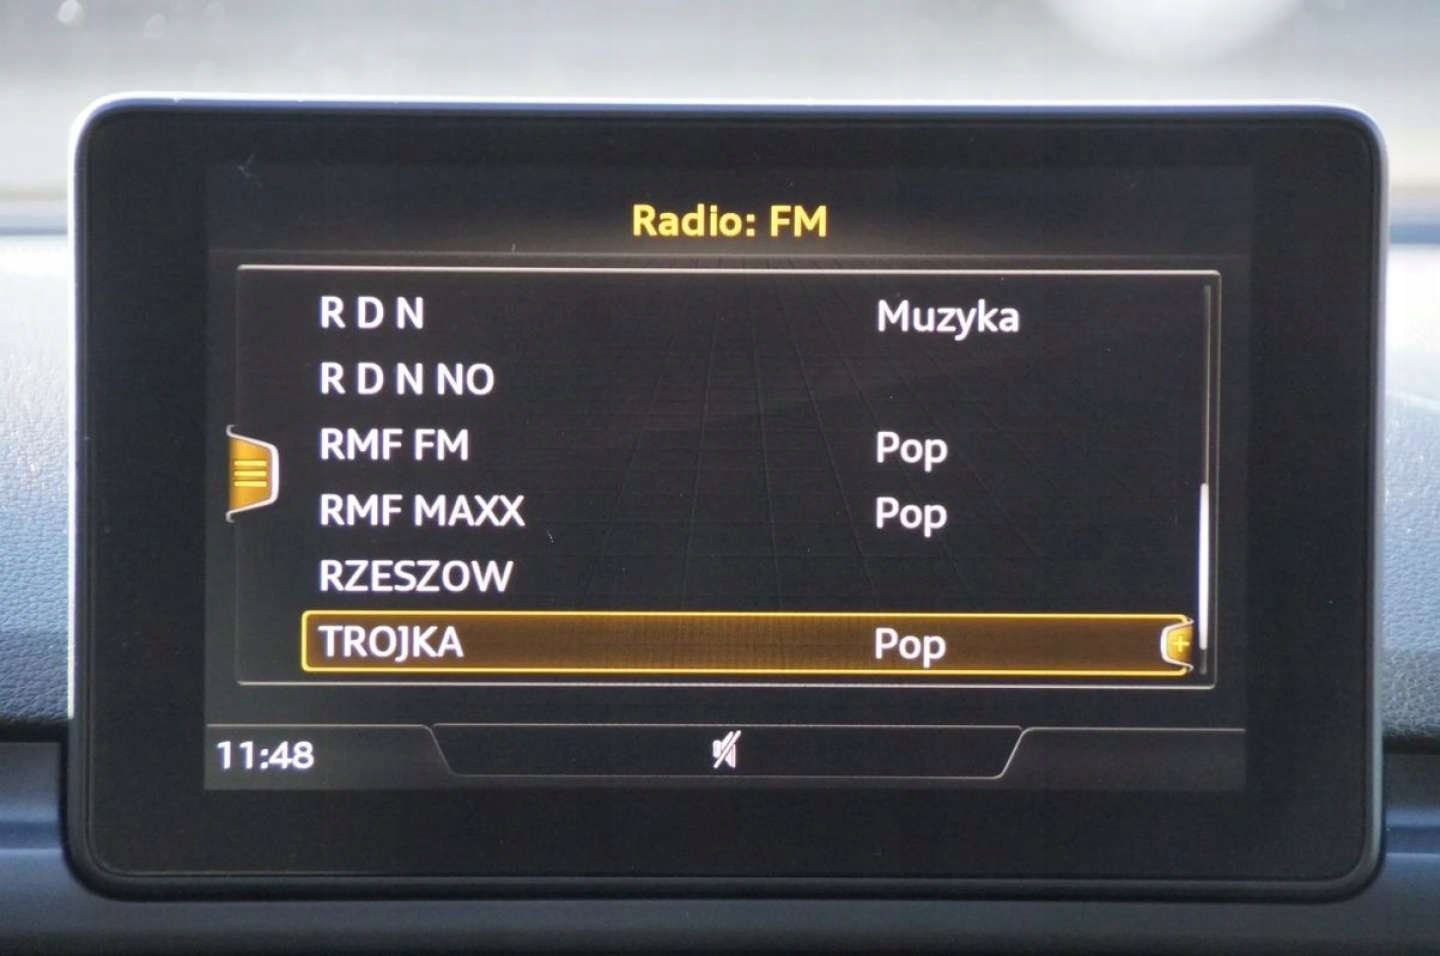 Radio: FM
R D N Muzyka
R D N NO
RMF FM Pop
RMF MAXX Pop
RZESZOW
TROJKA Pop
11:48